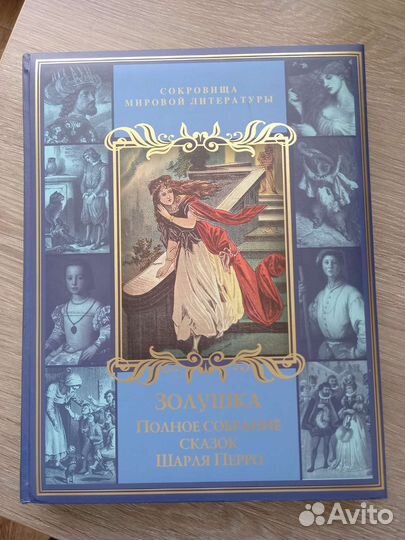 СОКРОВИЩА
МИРОВОЙ ЛИТЕРАТУРЫ
ЗОЛУШКА
ПОЛНОЕ СОБРАНИЕ
СКАЗОК
ШАРЛЯ ПЕРРО
Avito